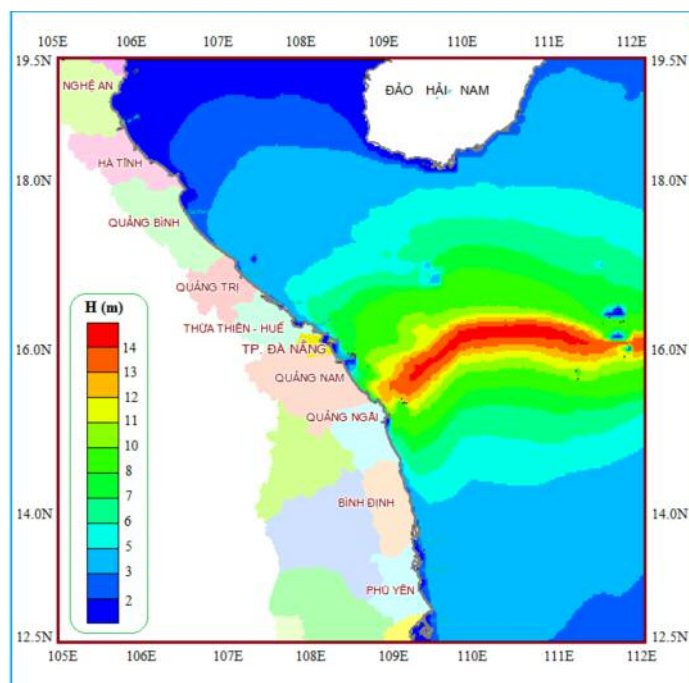 105E 106E 107E 108E 109E 110E 111E 112E
19.5N 19.5N
NGHỆ AN
ĐẢO HẢI NAM
HÀ TĨNH
18.0N 18.0N
QUẢNG BÌNH
QUẢNG TRỊ
H (m)
THỪA THIÊN - HUẾ
14
TP. ĐÀ NẴNG
16.0N 16.0N
13
QUẢNG NAM
12
11
QUẢNG NGÃI
10
8
7
BÌNH ĐỊNH
14.0N 14.0N
6
5
3
PHÚ YÊN
2
12.5N 12.5N
105E 106E 107E 108E 109E 110E 111E 112E